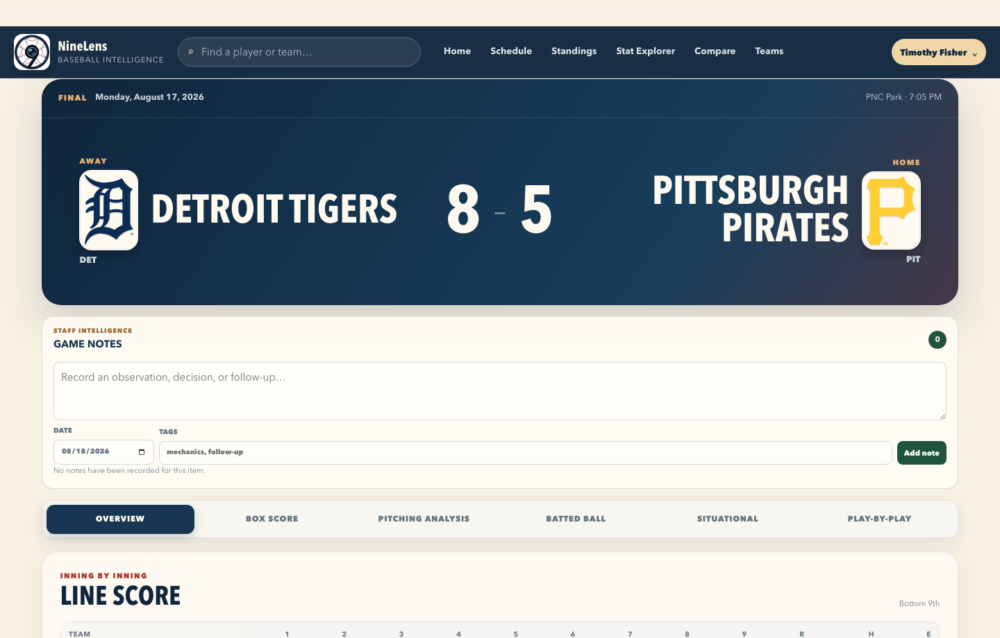 NineLens
BASEBALL INTELLIGENCE
Find a player or team…
Home
Schedule
Standings
Stat Explorer
Compare
Teams
Timothy Fisher
FINAL
Monday, August 17, 2026
PNC Park · 7:05 PM
AWAY
DETROIT TIGERS
DET
8 – 5
HOME
PITTSBURGH
PIRATES
P
PIT
STAFF INTELLIGENCE
GAME NOTES
0
Record an observation, decision, or follow-up…
DATE
TAGS
08/18/2026
mechanics, follow-up
Add note
No notes have been recorded for this item.
OVERVIEW
BOX SCORE
PITCHING ANALYSIS
BATTED BALL
SITUATIONAL
PLAY-BY-PLAY
INNING BY INNING
LINE SCORE
Bottom 9th
TEAM 1 2 3 4 5 6 7 8 9 R H E